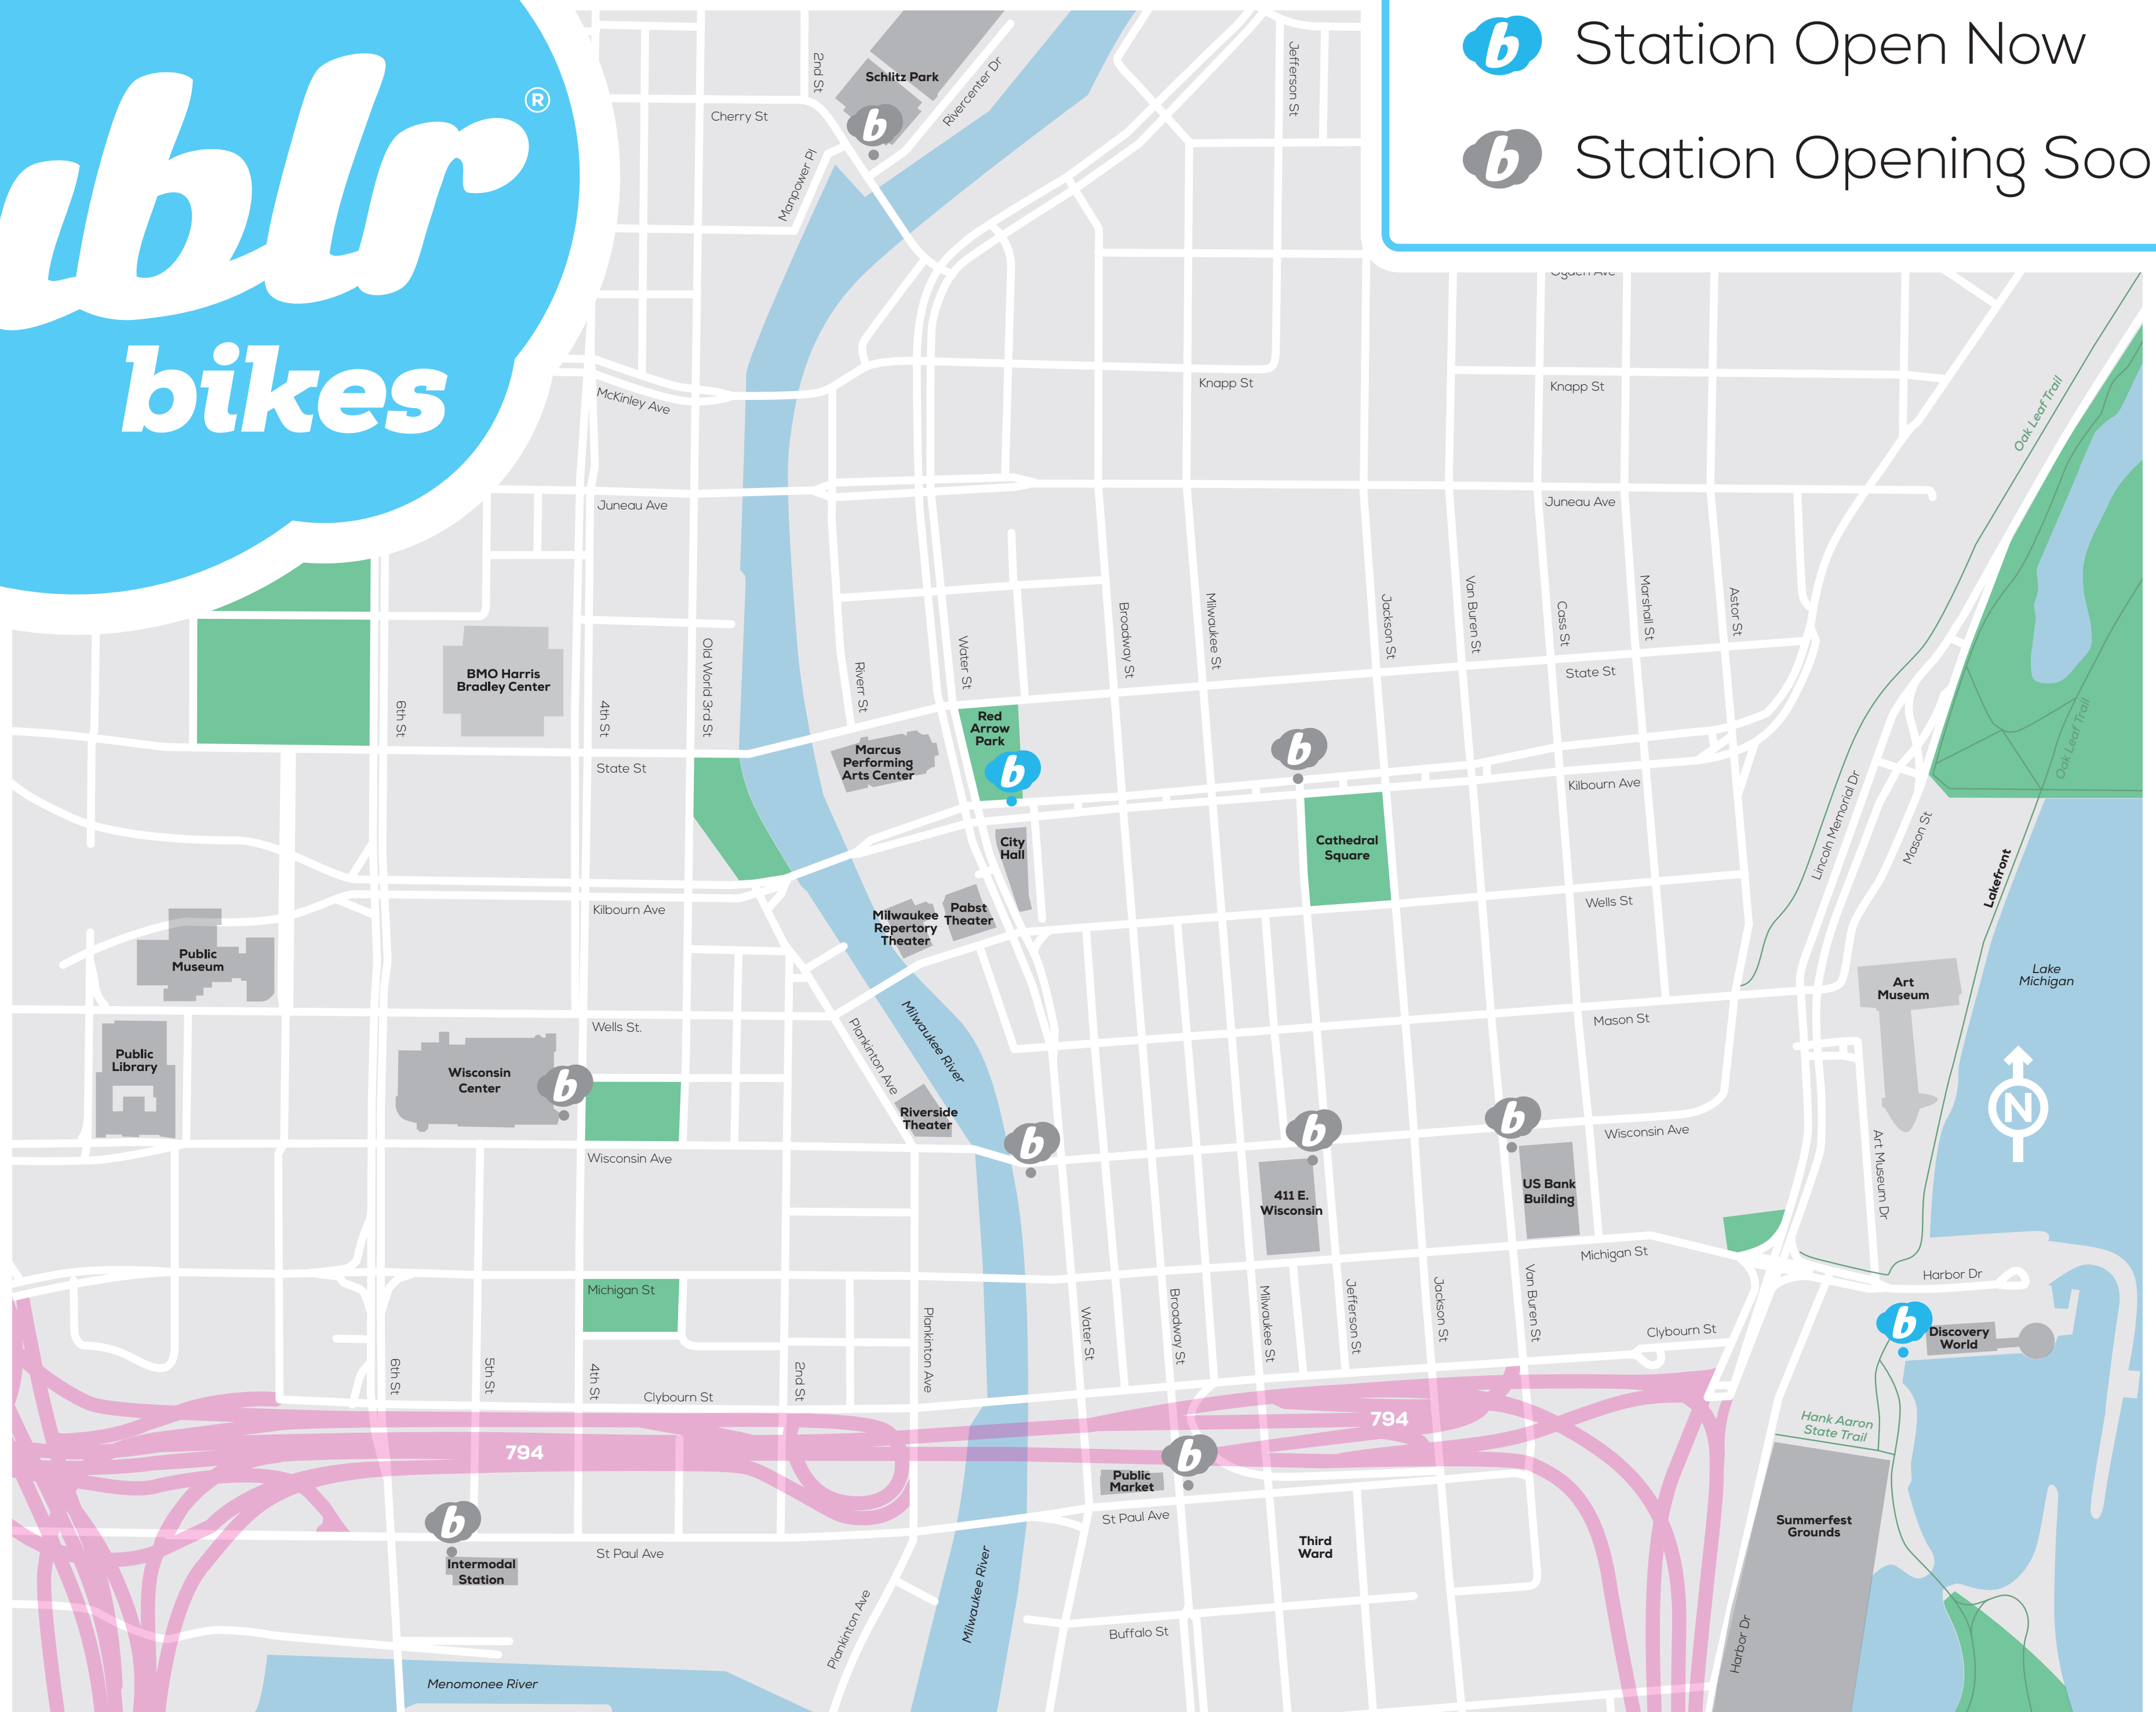 ublr®
bikes
b Station Open Now
b Station Opening Soo
Schlitz Park
b
2nd St
Cherry St
Rivercenter Dr
Manpower Pl
Jefferson St
Ogden Ave
Knapp St
Knapp St
McKinley Ave
Juneau Ave
Juneau Ave
Oak Leaf Trail
BMO Harris
Bradley Center
6th St
4th St
Old World 3rd St
Riverr St
Water St
Broadway St
Milwaukee St
Jackson St
Van Buren St
Cass St
Marshall St
Astor St
State St
State St
Red
Arrow
Park
b
b
Marcus
Performing
Arts Center
Kilbourn Ave
Kilbourn Ave
Oak Leaf Trail
Lincoln Memorial Dr
Mason St
Lakefront
City
Hall
Cathedral
Square
Wells St
Pabst
Theater
Milwaukee
Repertory
Theater
Public
Museum
Lake
Michigan
Art
Museum
Mason St
Wells St.
Public
Library
Wisconsin
Center
b
Plankinton Ave
Milwaukee River
Riverside
Theater
b
b
b
N
Wisconsin Ave
Wisconsin Ave
Art Museum Dr
411 E.
Wisconsin
US Bank
Building
Michigan St
Michigan St
Harbor Dr
b
Discovery
World
Clybourn St
Clybourn St
6th St
5th St
4th St
2nd St
Plankinton Ave
Water St
Broadway St
Milwaukee St
Jefferson St
Jackson St
Van Buren St
794
794
Hank Aaron
State Trail
b
Public
Market
St Paul Ave
St Paul Ave
b
Intermodal
Station
Third
Ward
Summerfest
Grounds
Plankinton Ave
Milwaukee River
Buffalo St
Harbor Dr
Menomonee River